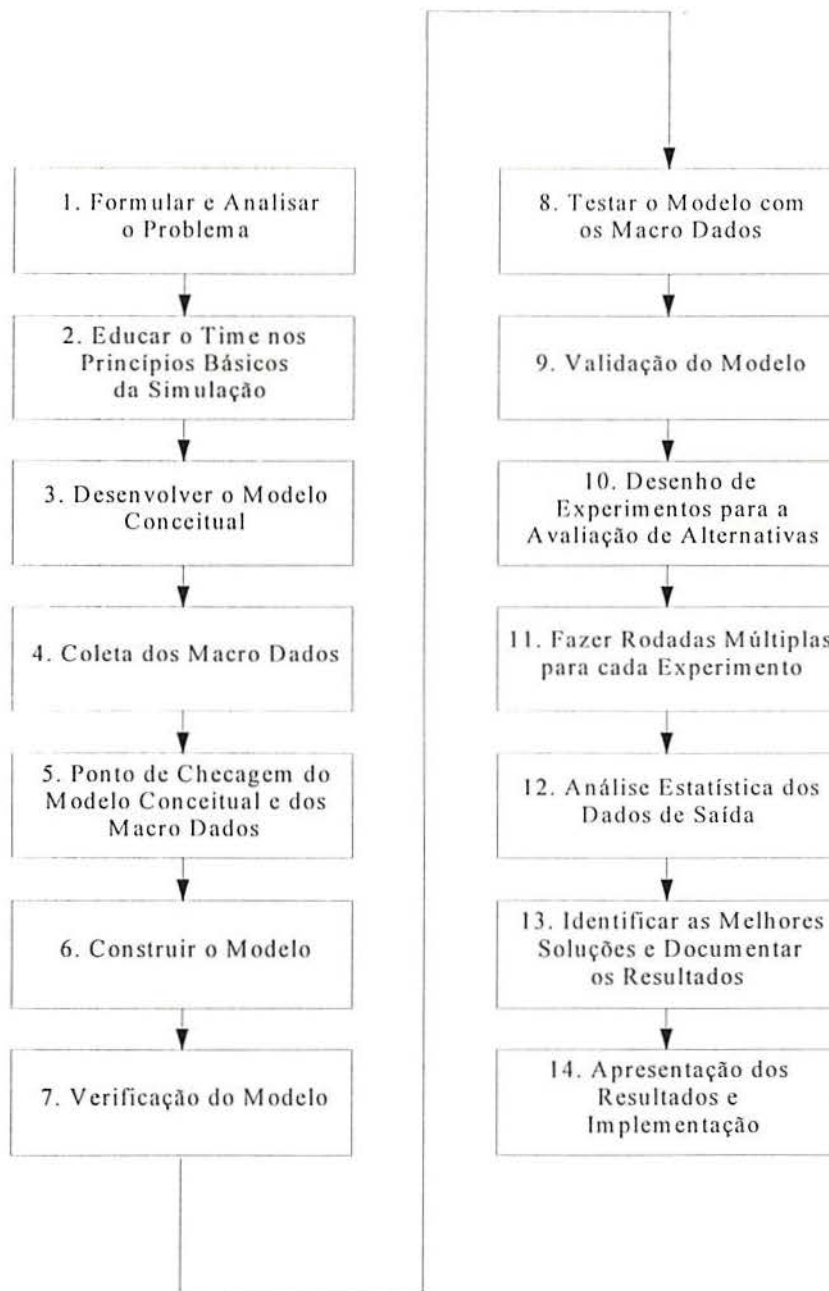 1. Formular e Analisar
o Problema
2. Educar o Time nos
Princípios Básicos
da Simulação
3. Desenvolver o Modelo
Conceitual
4. Coleta dos Macro Dados
5. Ponto de Checagem do
Modelo Conceitual e dos
Macro Dados
6. Construir o Modelo
7. Verificação do Modelo
8. Testar o Modelo com
os Macro Dados
9. Validação do Modelo
10. Desenho de
Experimentos para a
Avaliação de Alternativas
11. Fazer Rodadas Múltiplas
para cada Experimento
12. Análise Estatística dos
Dados de Saída
13. Identificar as Melhores
Soluções e Documentar
os Resultados
14. Apresentação dos
Resultados e
Implementação